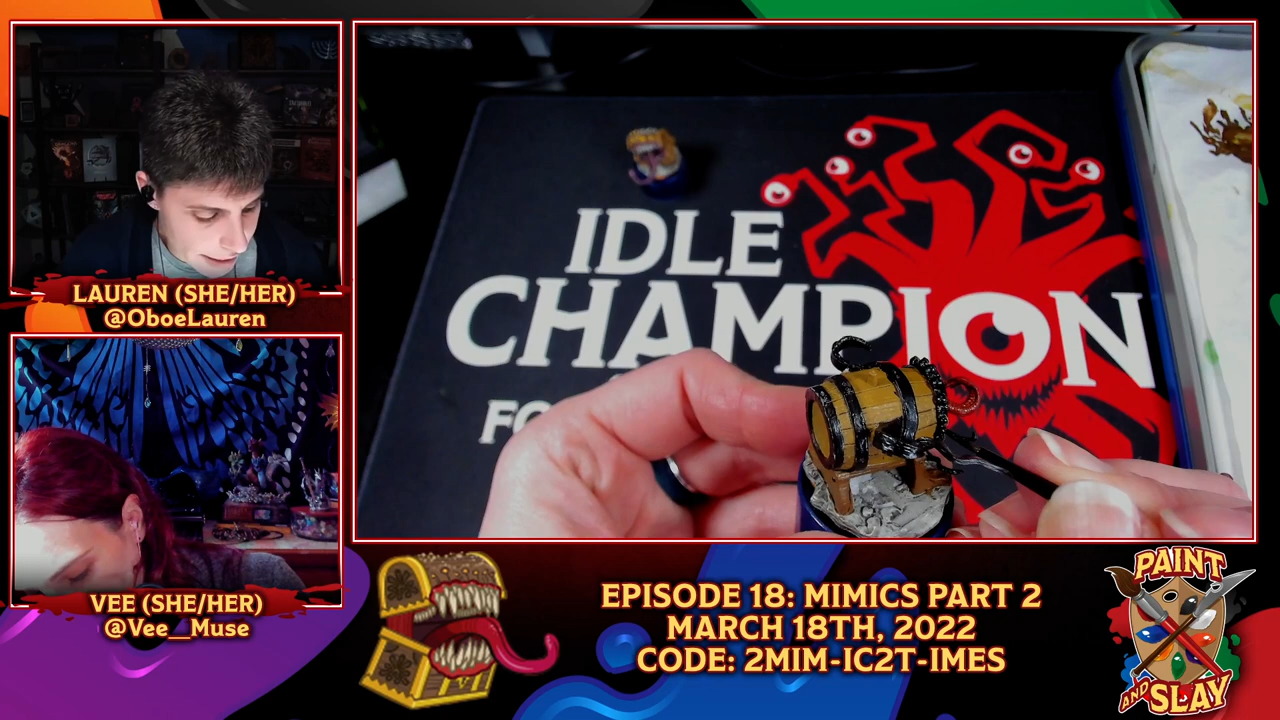 LAUREN (SHE/HER)
@OboeLauren
VEE (SHE/HER)
@Vee__Muse
IDLE
CHAMPION
FO
EPISODE 18: MIMICS PART 2
MARCH 18TH, 2022
CODE: 2MIM-IC2T-IMES
PAINT
AND SLAY